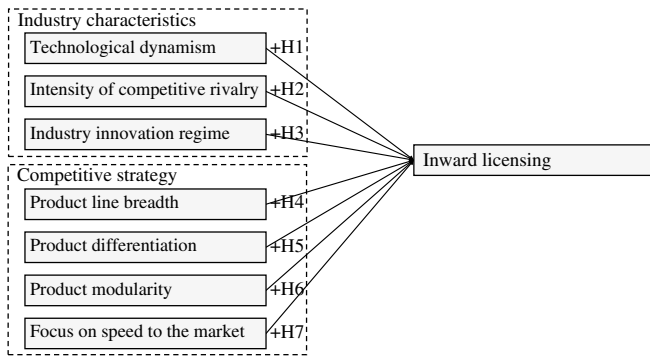 Industry characteristics
Technological dynamism +H1
Intensity of competitive rivalry +H2
Industry innovation regime +H3
Inward licensing
Competitive strategy
Product line breadth +H4
Product differentiation +H5
Product modularity +H6
Focus on speed to the market +H7